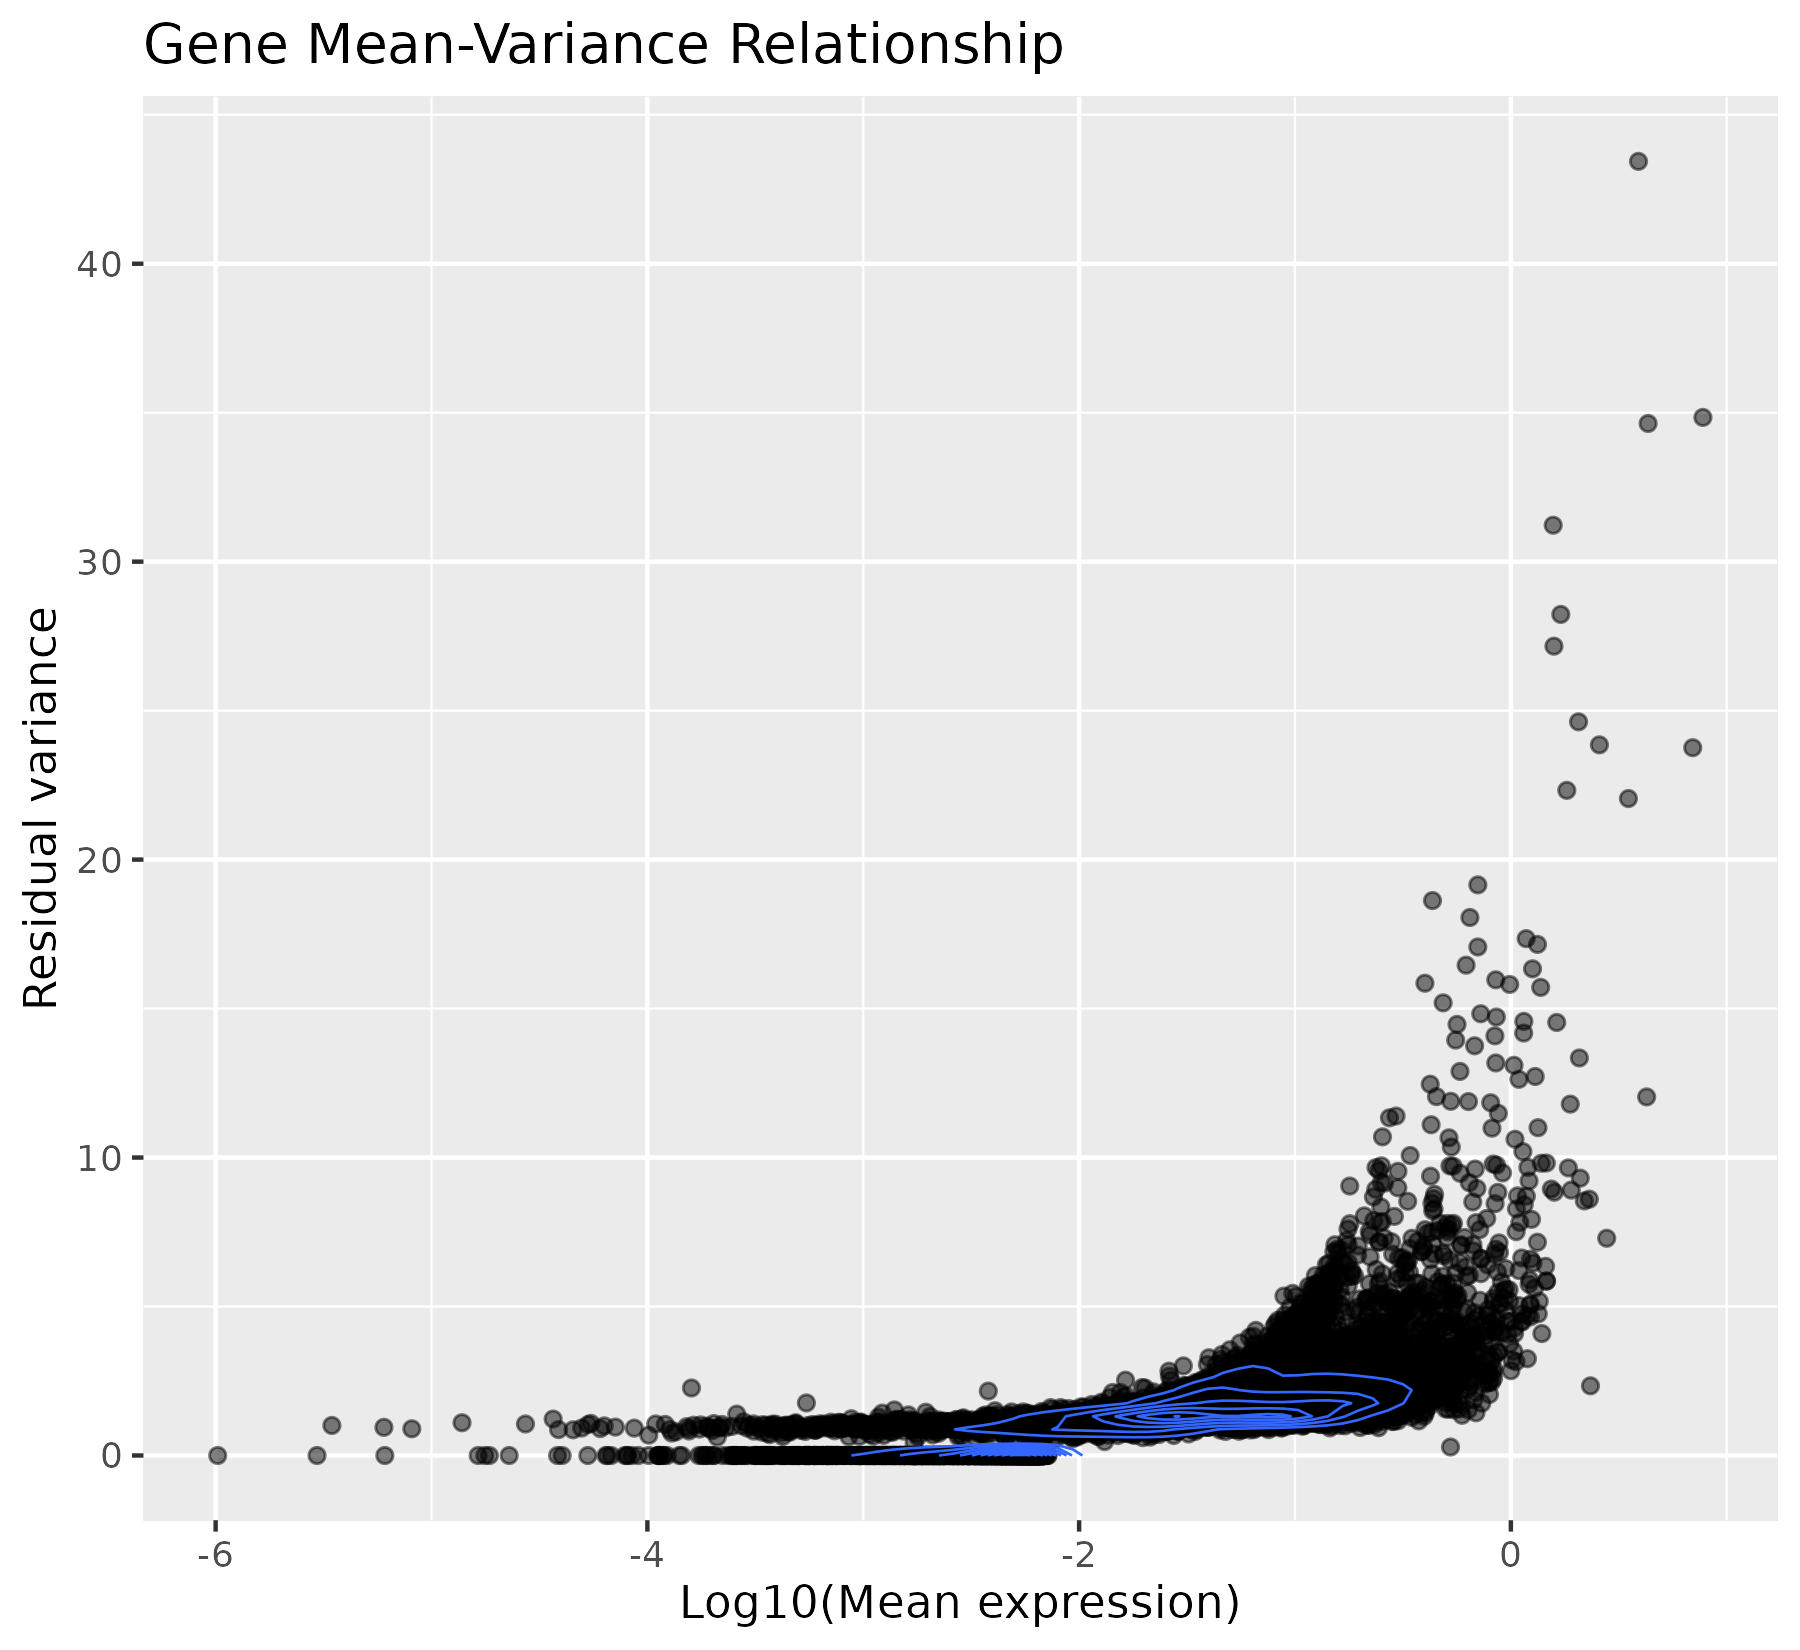 Gene Mean-Variance Relationship
40
30
20
10
0
Residual variance
-6 -4 -2 0
Log10(Mean expression)